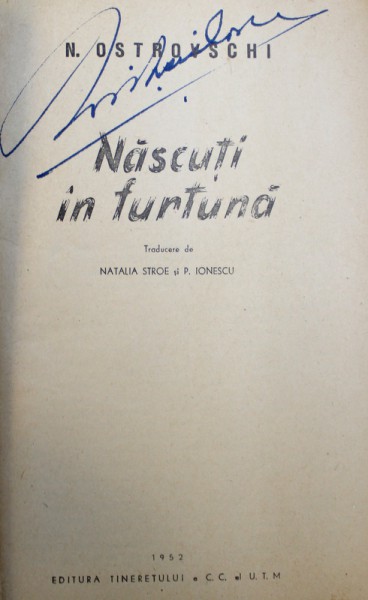 N. OSTROVSCHI
Născuți
în furtună
Traducere de
NATALIA STROE și P. IONESCU
1952
EDITURA TINERETULUI a C.C. al U.T.M